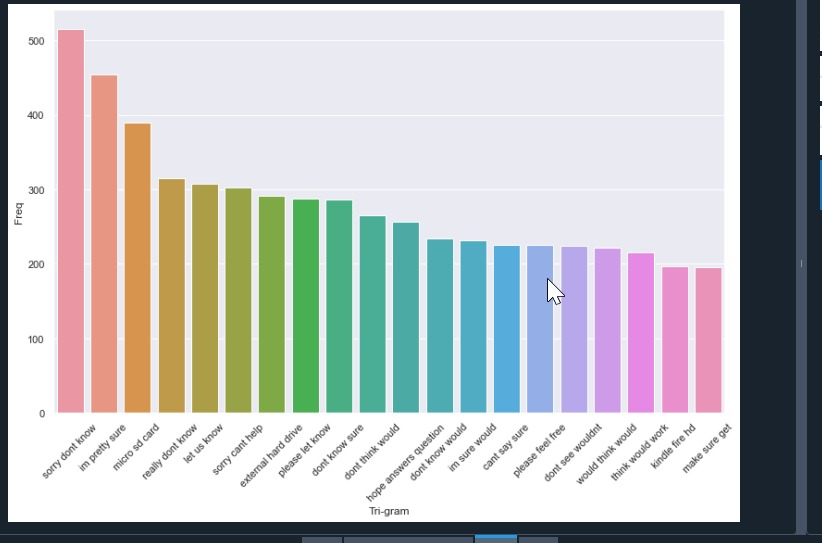 500
400
300
200
100
0
Freq
sorry dont know
im pretty sure
micro sd card
really dont know
let us know
sorry cant help
external hard drive
please let know
dont know sure
dont think would
hope answers question
dont know would
im sure would
cant say sure
please feel free
dont see wouldnt
would think would
think would work
kindle fire hd
make sure get
Tri-gram